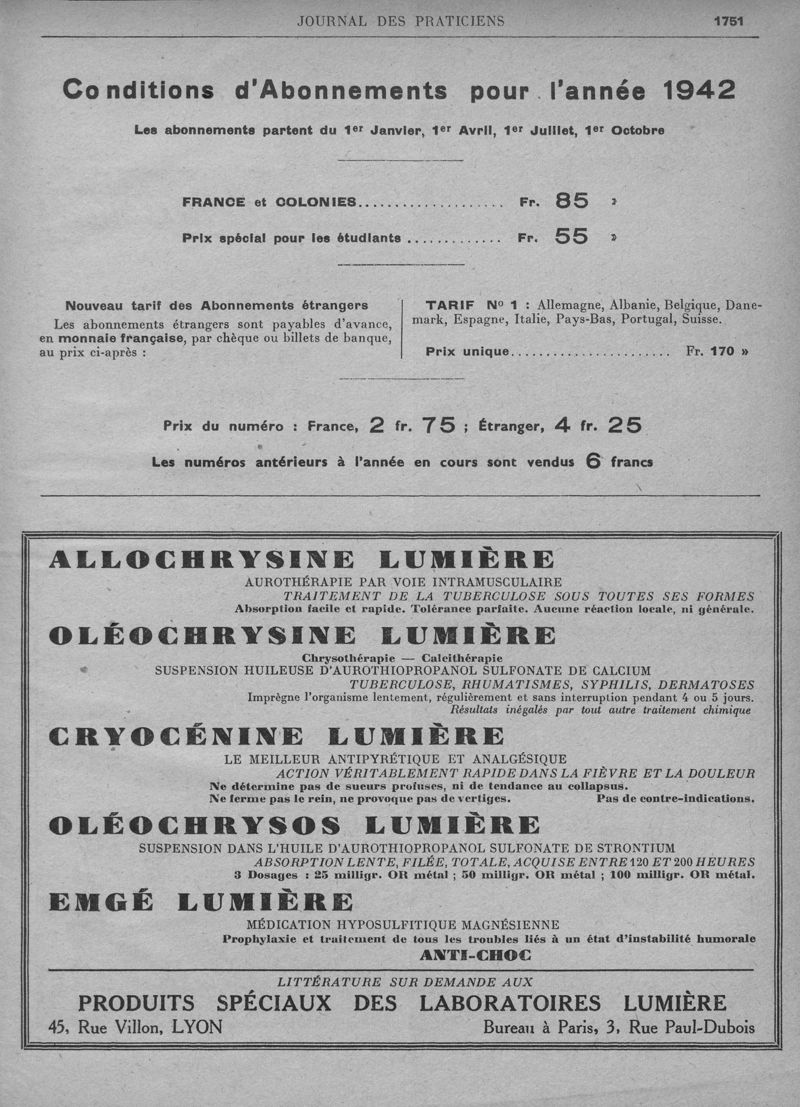 JOURNAL DES PRATICIENS 1751
Conditions d'Abonnements pour l'année 1942
Les abonnements partent du 1er Janvier, 1er Avril, 1er Juillet, 1er Octobre
FRANCE et COLONIES.................... Fr. 85 »
Prix spécial pour les étudiants ............. Fr. 55 »
Nouveau tarif des Abonnements étrangers
Les abonnements étrangers sont payables d'avance,
en monnaie française, par chèque ou billets de banque,
au prix ci-après :
TARIF No 1 : Allemagne, Albanie, Belgique, Dane-
mark, Espagne, Italie, Pays-Bas, Portugal, Suisse.
Prix unique....................... Fr. 170 »
Prix du numéro : France, 2 fr. 75 ; Étranger, 4 fr. 25
Les numéros antérieurs à l'année en cours sont vendus 6 francs
ALLOCHRYSINE LUMIÈRE
AUROTHÉRAPIE PAR VOIE INTRAMUSCULAIRE
TRAITEMENT DE LA TUBERCULOSE SOUS TOUTES SES FORMES
Absorption facile et rapide. Tolérance parfaite. Aucune réaction locale, ni générale.
OLÉOCHRYSINE LUMIÈRE
Chrysothérapie — Calcithérapie
SUSPENSION HUILEUSE D'AUROTHIOPROPANOL SULFONATE DE CALCIUM
TUBERCULOSE, RHUMATISMES, SYPHILIS, DERMATOSES
Imprègne l'organisme lentement, régulièrement et sans interruption pendant 4 ou 5 jours.
Résultats inégalés par tout autre traitement chimique
CRYOCÉNINE LUMIÈRE
LE MEILLEUR ANTIPYRÉTIQUE ET ANALGÉSIQUE
ACTION VÉRITABLEMENT RAPIDE DANS LA FIÈVRE ET LA DOULEUR
Ne détermine pas de sueurs profuses, ni de tendance au collapsus.
Ne ferme pas le rein, ne provoque pas de vertiges. Pas de contre-indications.
OLÉOCHRYSOS LUMIÈRE
SUSPENSION DANS L'HUILE D'AUROTHIOPROPANOL SULFONATE DE STRONTIUM
ABSORPTION LENTE, FILÉE, TOTALE, ACQUISE ENTRE 120 ET 200 HEURES
3 Dosages : 25 milligr. OR métal ; 50 milligr. OR métal ; 100 milligr. OR métal.
EMGÉ LUMIÈRE
MÉDICATION HYPOSULFITIQUE MAGNÉSIENNE
Prophylaxie et traitement de tous les troubles liés à un état d'instabilité humorale
ANTI-CHOC
LITTÉRATURE SUR DEMANDE AUX
PRODUITS SPÉCIAUX DES LABORATOIRES LUMIÈRE
45, Rue Villon, LYON Bureau à Paris, 3, Rue Paul-Dubois